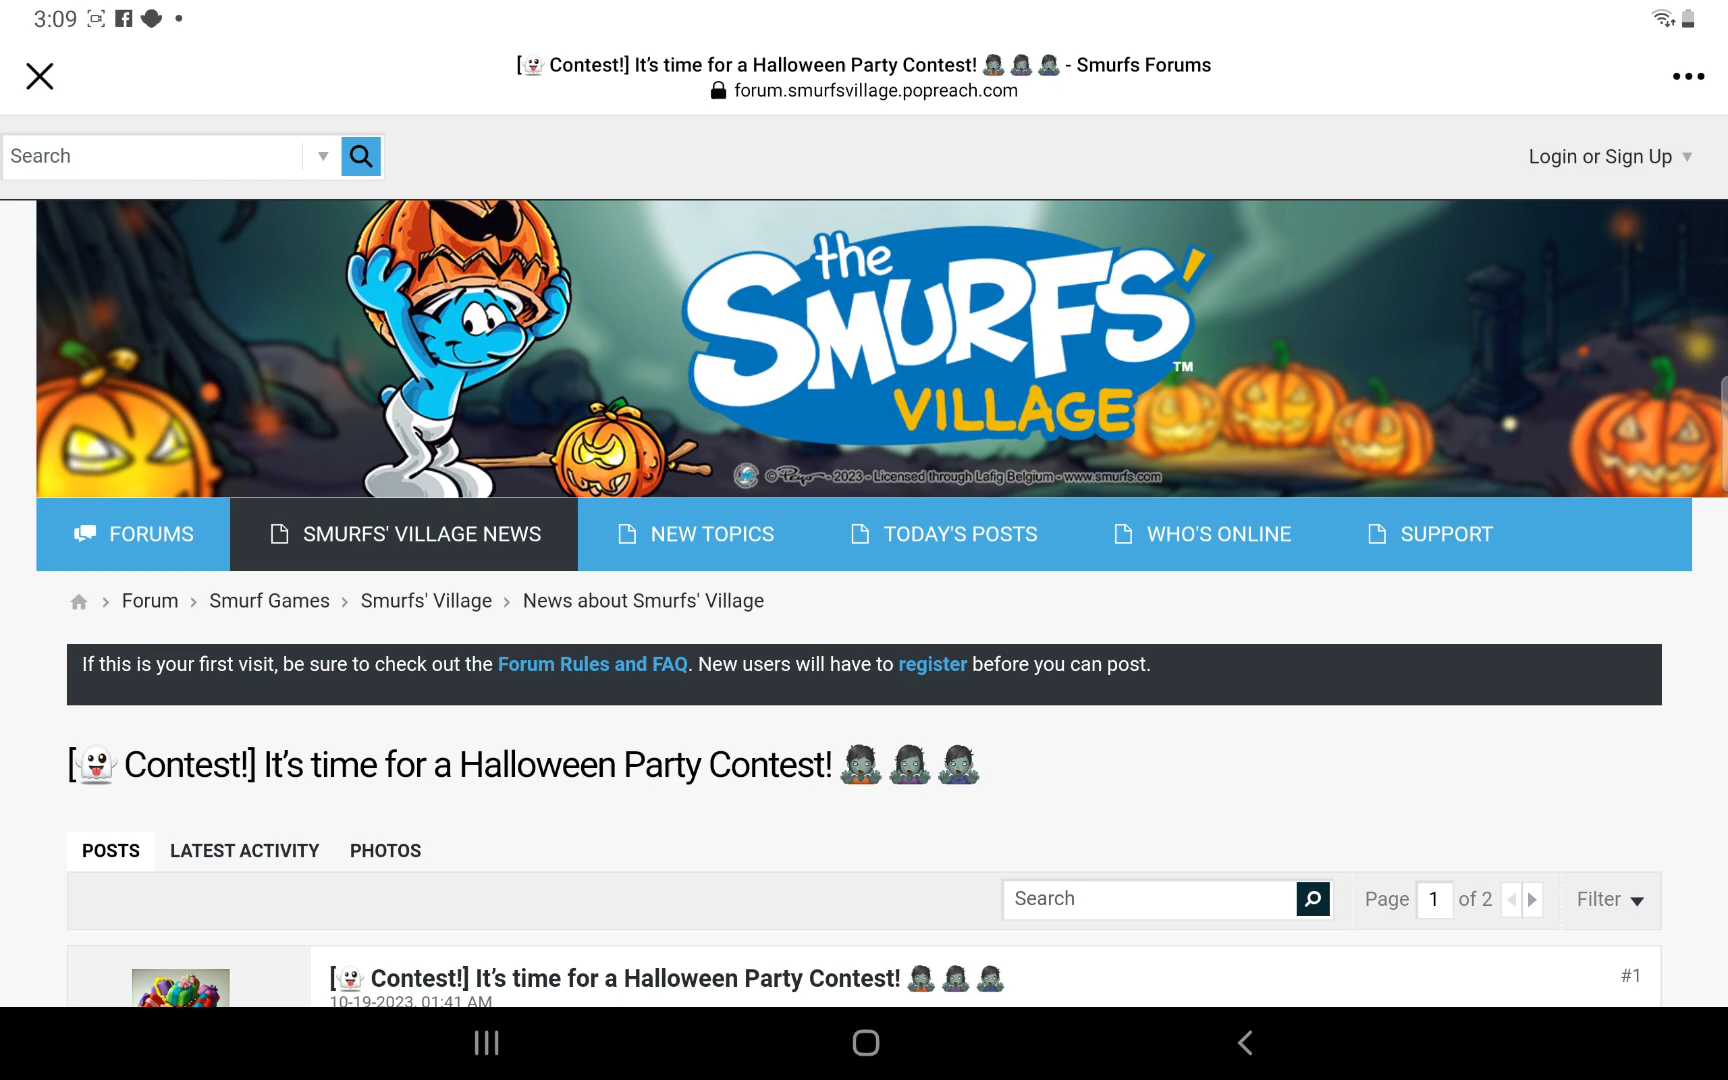 3:09
[👻 Contest!] It’s time for a Halloween Party Contest! 🧟🧟‍♀️🧟‍♂️ - Smurfs Forums
forum.smurfsvillage.popreach.com
Search
Login or Sign Up
the
SMURFS'
VILLAGE
TM
© Peyo - 2023 - Licensed through Lafig Belgium - www.smurfs.com
FORUMS SMURFS' VILLAGE NEWS NEW TOPICS TODAY'S POSTS WHO'S ONLINE SUPPORT
Forum > Smurf Games > Smurfs' Village > News about Smurfs' Village
If this is your first visit, be sure to check out the Forum Rules and FAQ. New users will have to register before you can post.
[👻 Contest!] It’s time for a Halloween Party Contest! 🧟🧟‍♀️🧟‍♂️
POSTS LATEST ACTIVITY PHOTOS
Search Page 1 of 2 Filter
[👻 Contest!] It’s time for a Halloween Party Contest! 🧟🧟‍♀️🧟‍♂️ #1
10-19-2023, 01:41 AM